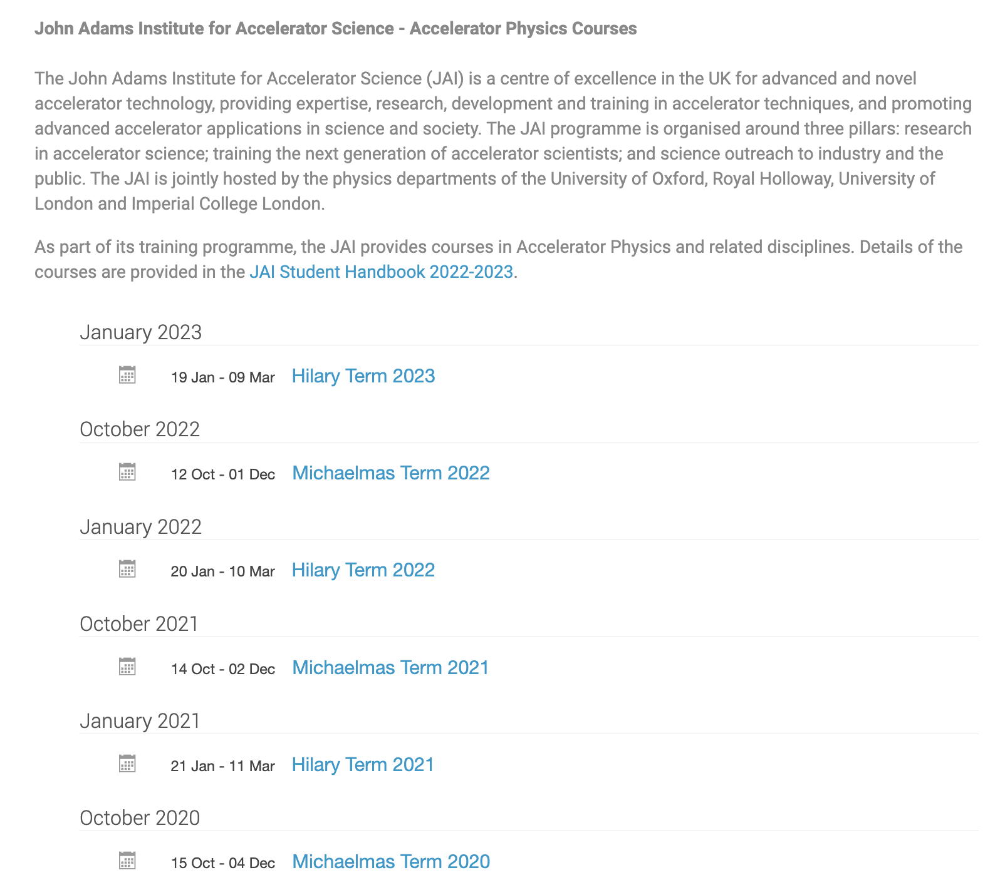 John Adams Institute for Accelerator Science - Accelerator Physics Courses
The John Adams Institute for Accelerator Science (JAI) is a centre of excellence in the UK for advanced and novel
accelerator technology, providing expertise, research, development and training in accelerator techniques, and promoting
advanced accelerator applications in science and society. The JAI programme is organised around three pillars: research
in accelerator science; training the next generation of accelerator scientists; and science outreach to industry and the
public. The JAI is jointly hosted by the physics departments of the University of Oxford, Royal Holloway, University of
London and Imperial College London.
As part of its training programme, the JAI provides courses in Accelerator Physics and related disciplines. Details of the
courses are provided in the JAI Student Handbook 2022-2023.
January 2023
19 Jan - 09 Mar Hilary Term 2023
October 2022
12 Oct - 01 Dec Michaelmas Term 2022
January 2022
20 Jan - 10 Mar Hilary Term 2022
October 2021
14 Oct - 02 Dec Michaelmas Term 2021
January 2021
21 Jan - 11 Mar Hilary Term 2021
October 2020
15 Oct - 04 Dec Michaelmas Term 2020